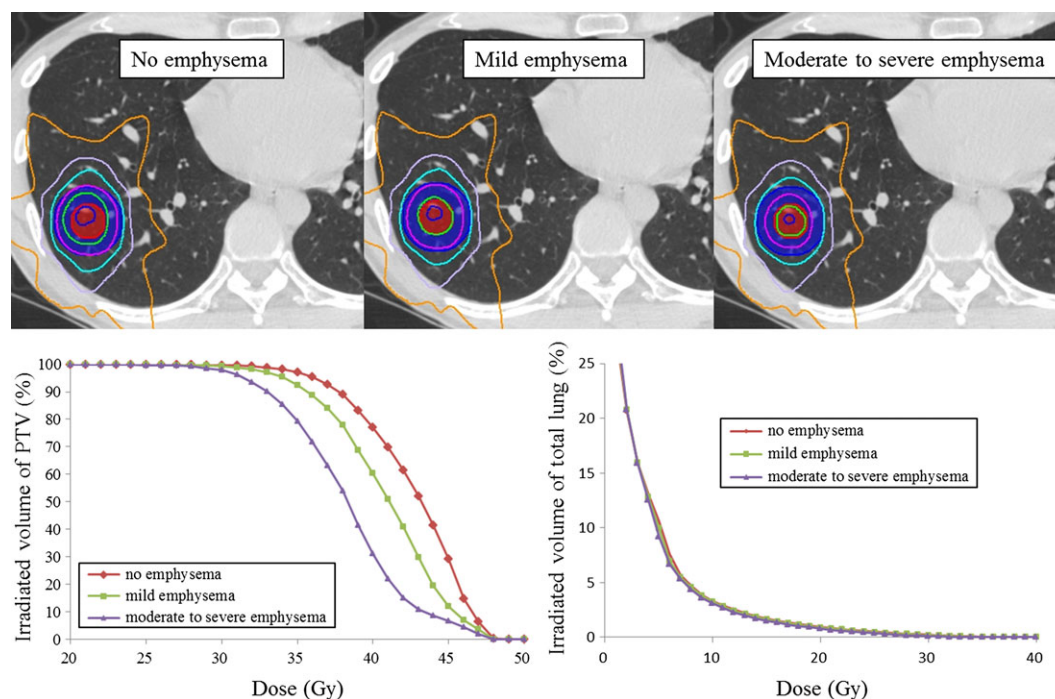 No emphysema
Mild emphysema
Moderate to severe emphysema
Irradiated volume of PTV (%)
100
90
80
70
60
50
40
30
20
10
0
no emphysema
mild emphysema
moderate to severe emphysema
20
25
30
35
40
45
50
Dose (Gy)
Irradiated volume of total lung (%)
25
20
15
10
5
0
no emphysema
mild emphysema
moderate to severe emphysema
0
10
20
30
40
Dose (Gy)